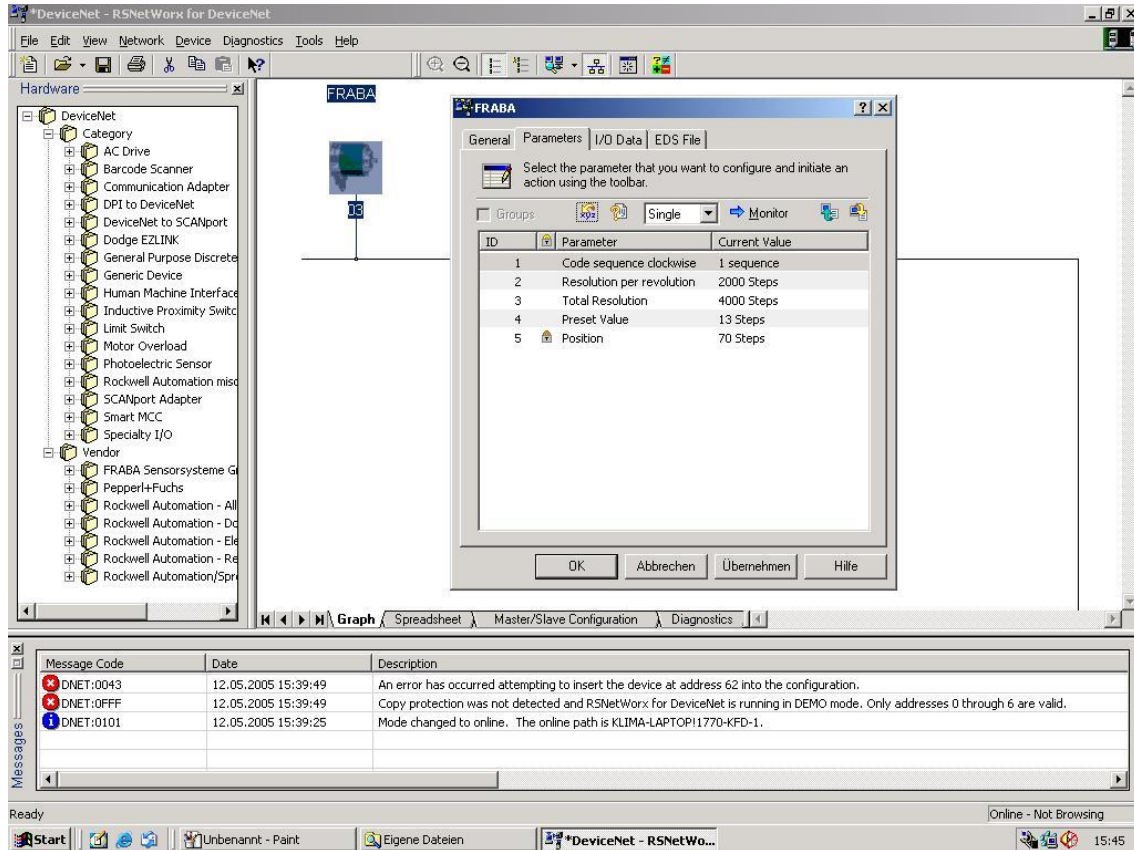 *DeviceNet - RSNetWorx for DeviceNet
File Edit View Network Device Diagnostics Tools Help
Hardware
DeviceNet
Category
AC Drive
Barcode Scanner
Communication Adapter
DPI to DeviceNet
DeviceNet to SCANport
Dodge EZLINK
General Purpose Discrete
Generic Device
Human Machine Interface
Inductive Proximity Switc
Limit Switch
Motor Overload
Photoelectric Sensor
Rockwell Automation misc
SCANport Adapter
Smart MCC
Specialty I/O
Vendor
FRABA Sensorsysteme G
Pepperl+Fuchs
Rockwell Automation - All
Rockwell Automation - Do
Rockwell Automation - Ele
Rockwell Automation - Re
Rockwell Automation/Spr
FRABA
03
FRABA
General Parameters I/O Data EDS File
Select the parameter that you want to configure and initiate an
action using the toolbar.
Groups Single Monitor
ID Parameter Current Value
1 Code sequence clockwise 1 sequence
2 Resolution per revolution 2000 Steps
3 Total Resolution 4000 Steps
4 Preset Value 13 Steps
5 Position 70 Steps
OK Abbrechen Übernehmen Hilfe
Graph Spreadsheet Master/Slave Configuration Diagnostics
Messages
Message Code Date Description
DNET:0043 12.05.2005 15:39:49 An error has occurred attempting to insert the device at address 62 into the configuration.
DNET:0FFF 12.05.2005 15:39:49 Copy protection was not detected and RSNetWorx for DeviceNet is running in DEMO mode. Only addresses 0 through 6 are valid.
DNET:0101 12.05.2005 15:39:25 Mode changed to online. The online path is KLIMA-LAPTOP!1770-KFD-1.
Ready Online - Not Browsing
Start Unbenannt - Paint Eigene Dateien *DeviceNet - RSNetWo... 15:45